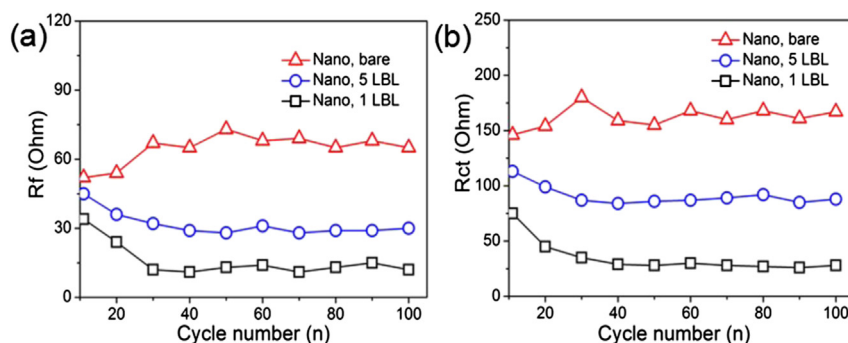 (a)
120
90
60
30
0
Rf (Ohm)
Nano, bare
Nano, 5 LBL
Nano, 1 LBL
20 40 60 80 100
Cycle number (n)
(b)
250
200
150
100
50
0
Rct (Ohm)
Nano, bare
Nano, 5 LBL
Nano, 1 LBL
20 40 60 80 100
Cycle number (n)